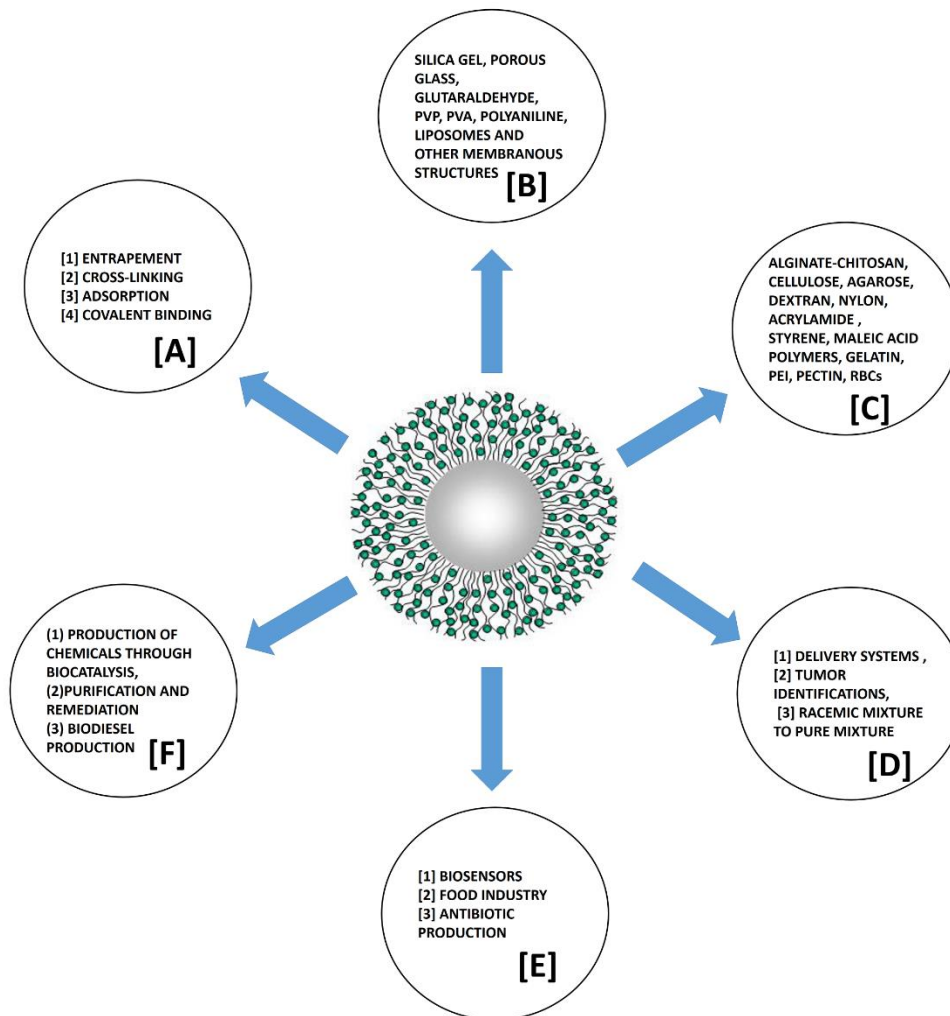 SILICA GEL, POROUS
GLASS,
GLUTARALDEHYDE,
PVP, PVA, POLYANILINE,
LIPOSOMES AND
OTHER MEMBRANOUS
STRUCTURES
[B]
[1] ENTRAPEMENT
[2] CROSS-LINKING
[3] ADSORPTION
[4] COVALENT BINDING
[A]
ALGINATE-CHITOSAN,
CELLULOSE, AGAROSE,
DEXTRAN, NYLON,
ACRYLAMIDE ,
STYRENE, MALEIC ACID
POLYMERS, GELATIN,
PEI, PECTIN, RBCs
[C]
(1) PRODUCTION OF
CHEMICALS THROUGH
BIOCATALYSIS,
(2)PURIFICATION AND
REMEDIATION
(3) BIODIESEL
PRODUCTION
[F]
[1] DELIVERY SYSTEMS ,
[2] TUMOR
IDENTIFICATIONS,
[3] RACEMIC MIXTURE
TO PURE MIXTURE
[D]
[1] BIOSENSORS
[2] FOOD INDUSTRY
[3] ANTIBIOTIC
PRODUCTION
[E]